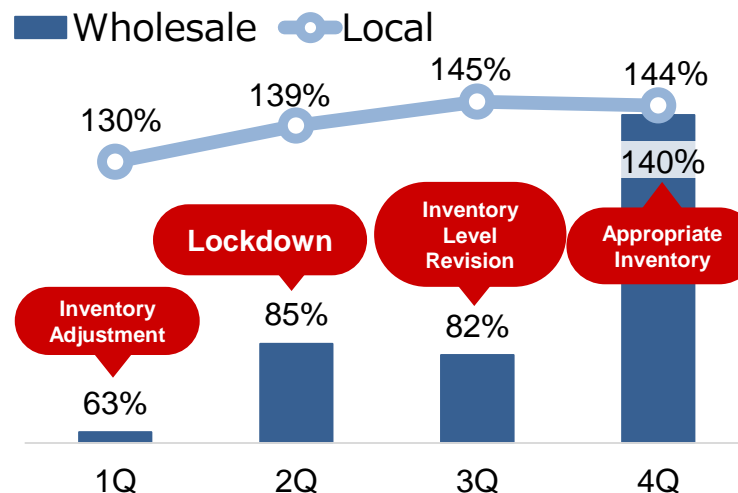 Wholesale Local
130%
139%
145%
144%
140%
Inventory
Adjustment
Lockdown
Inventory
Level
Revision
Appropriate
Inventory
63%
85%
82%
1Q 2Q 3Q 4Q